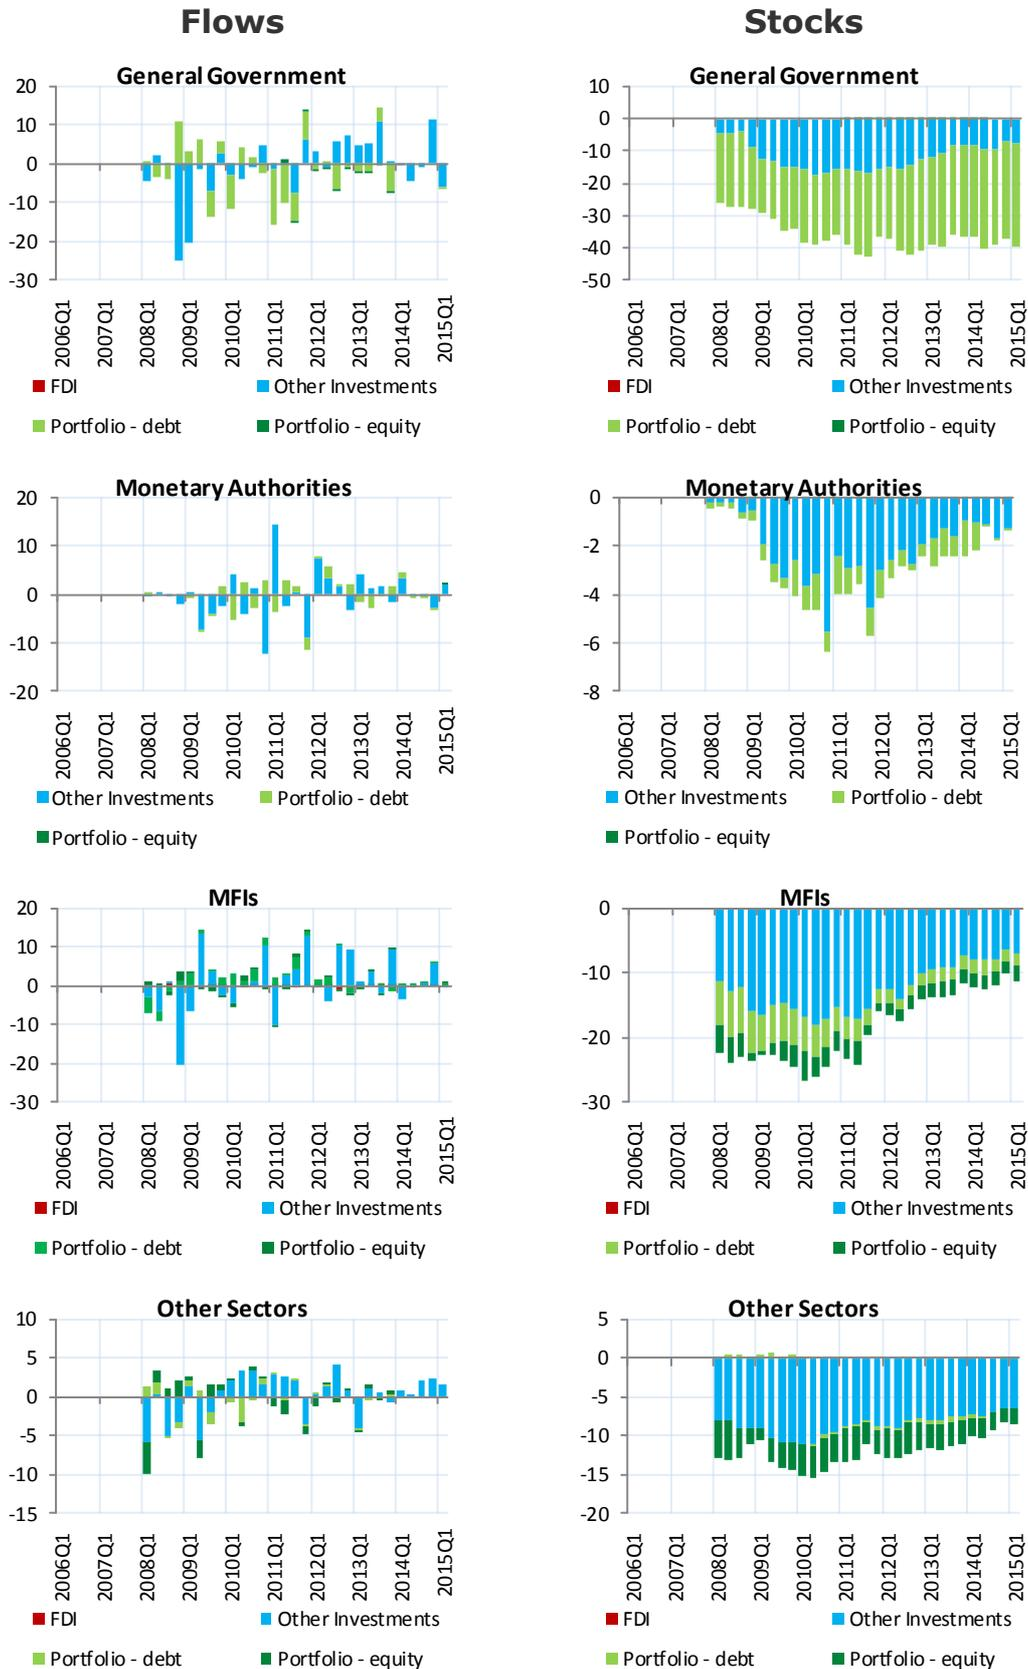 Flows
General Government
20
10
0
-10
-20
-30
2006Q1
2007Q1
2008Q1
2009Q1
2010Q1
2011Q1
2012Q1
2013Q1
2014Q1
2015Q1
FDI
Other Investments
Portfolio - debt
Portfolio - equity
Monetary Authorities
20
10
0
-10
-20
2006Q1
2007Q1
2008Q1
2009Q1
2010Q1
2011Q1
2012Q1
2013Q1
2014Q1
2015Q1
Other Investments
Portfolio - debt
Portfolio - equity
MFIs
20
10
0
-10
-20
-30
2006Q1
2007Q1
2008Q1
2009Q1
2010Q1
2011Q1
2012Q1
2013Q1
2014Q1
2015Q1
FDI
Other Investments
Portfolio - debt
Portfolio - equity
Other Sectors
10
5
0
-5
-10
-15
2006Q1
2007Q1
2008Q1
2009Q1
2010Q1
2011Q1
2012Q1
2013Q1
2014Q1
2015Q1
FDI
Other Investments
Portfolio - debt
Portfolio - equity
Stocks
General Government
10
0
-10
-20
-30
-40
-50
2006Q1
2007Q1
2008Q1
2009Q1
2010Q1
2011Q1
2012Q1
2013Q1
2014Q1
2015Q1
FDI
Other Investments
Portfolio - debt
Portfolio - equity
Monetary Authorities
0
-2
-4
-6
-8
2006Q1
2007Q1
2008Q1
2009Q1
2010Q1
2011Q1
2012Q1
2013Q1
2014Q1
2015Q1
Other Investments
Portfolio - debt
Portfolio - equity
MFIs
0
-10
-20
-30
2006Q1
2007Q1
2008Q1
2009Q1
2010Q1
2011Q1
2012Q1
2013Q1
2014Q1
2015Q1
FDI
Other Investments
Portfolio - debt
Portfolio - equity
Other Sectors
5
0
-5
-10
-15
-20
2006Q1
2007Q1
2008Q1
2009Q1
2010Q1
2011Q1
2012Q1
2013Q1
2014Q1
2015Q1
FDI
Other Investments
Portfolio - debt
Portfolio - equity